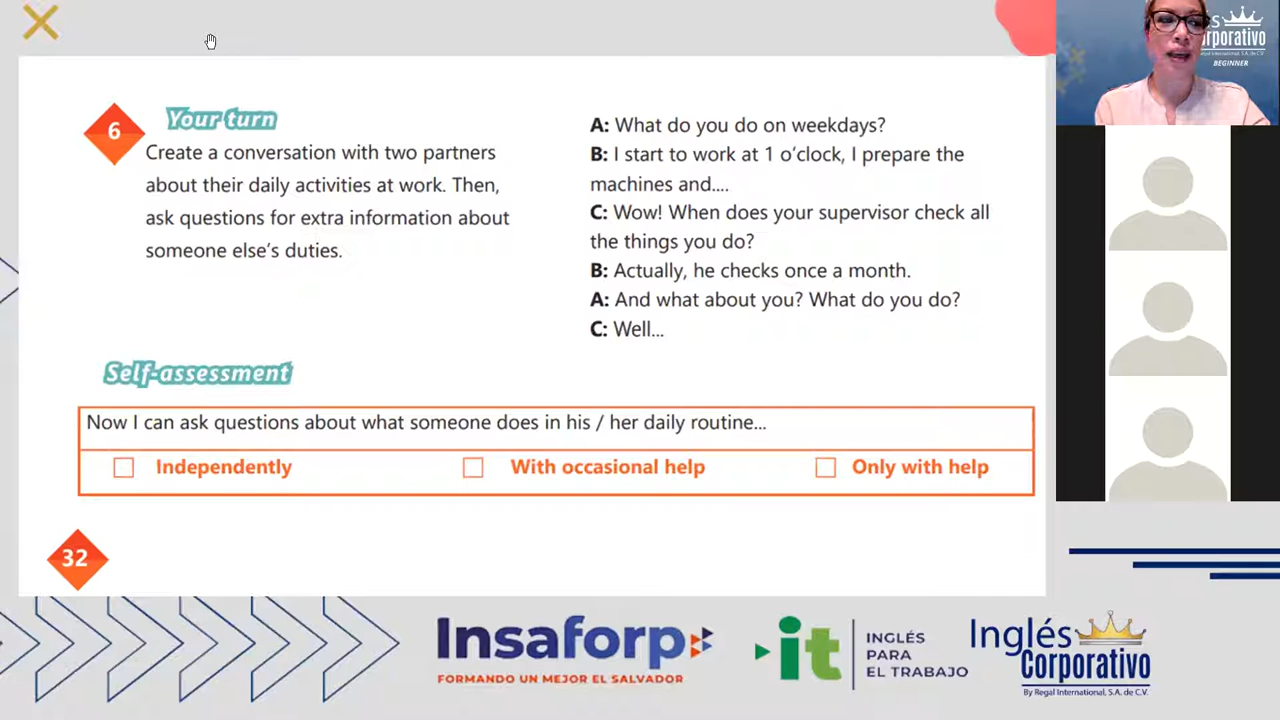 6
Your turn
Create a conversation with two partners
about their daily activities at work. Then,
ask questions for extra information about
someone else's duties.
A: What do you do on weekdays?
B: I start to work at 1 o'clock, I prepare the
machines and....
C: Wow! When does your supervisor check all
the things you do?
B: Actually, he checks once a month.
A: And what about you? What do you do?
C: Well...
Self-assessment
Now I can ask questions about what someone does in his / her daily routine...
Independently
With occasional help
Only with help
32
Insaforp
FORMANDO UN MEJOR EL SALVADOR
it
INGLÉS
PARA
EL TRABAJO
Inglés
Corporativo
By Regal International, S.A. de C.V.
BEGINNER